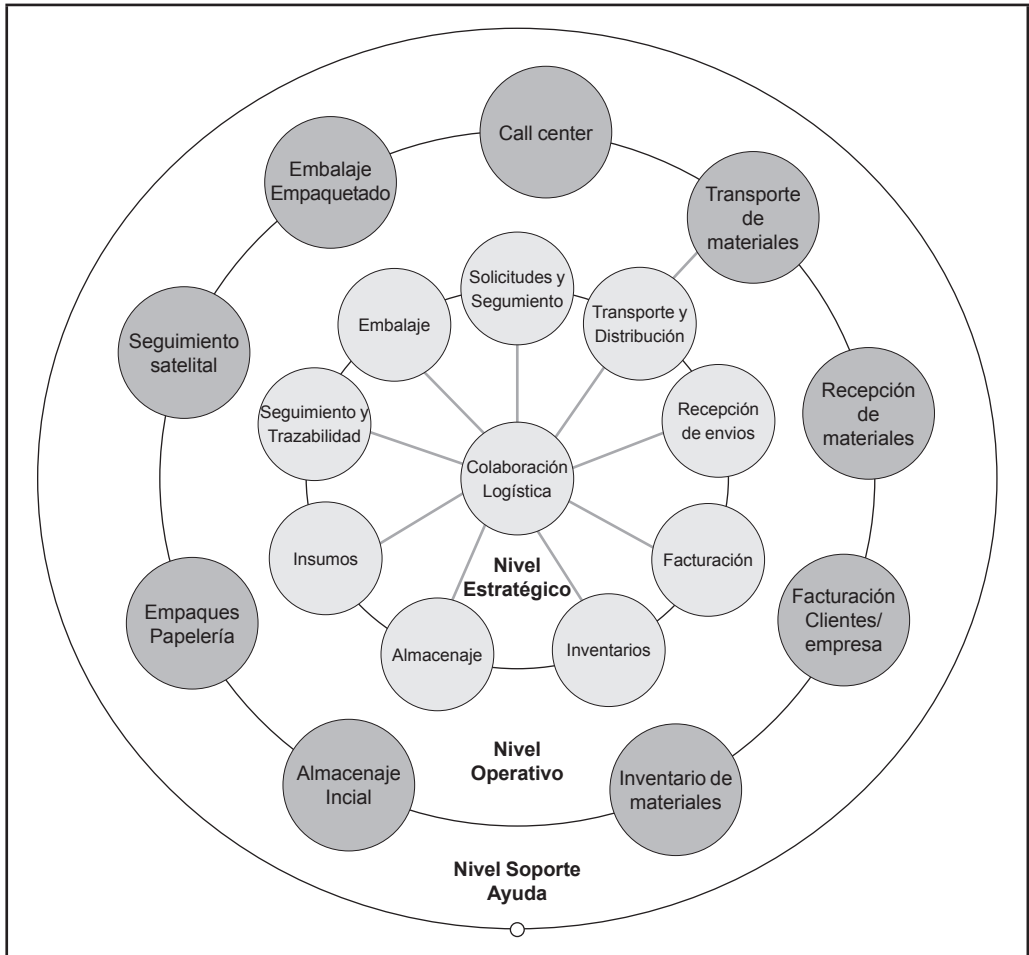 Call center
Embalaje
Empaquetado
Transporte
de
materiales
Solicitudes y
Segumiento
Embalaje
Transporte y
Distribución
Seguimiento
satelital
Seguimiento y
Trazabilidad
Recepción
de envios
Recepción
de
materiales
Colaboración
Logística
Insumos
Nivel
Estratégico
Facturación
Empaques
Papelería
Facturación
Clientes/
empresa
Almacenaje
Inventarios
Nivel
Operativo
Almacenaje
Incial
Inventario de
materiales
Nivel Soporte
Ayuda